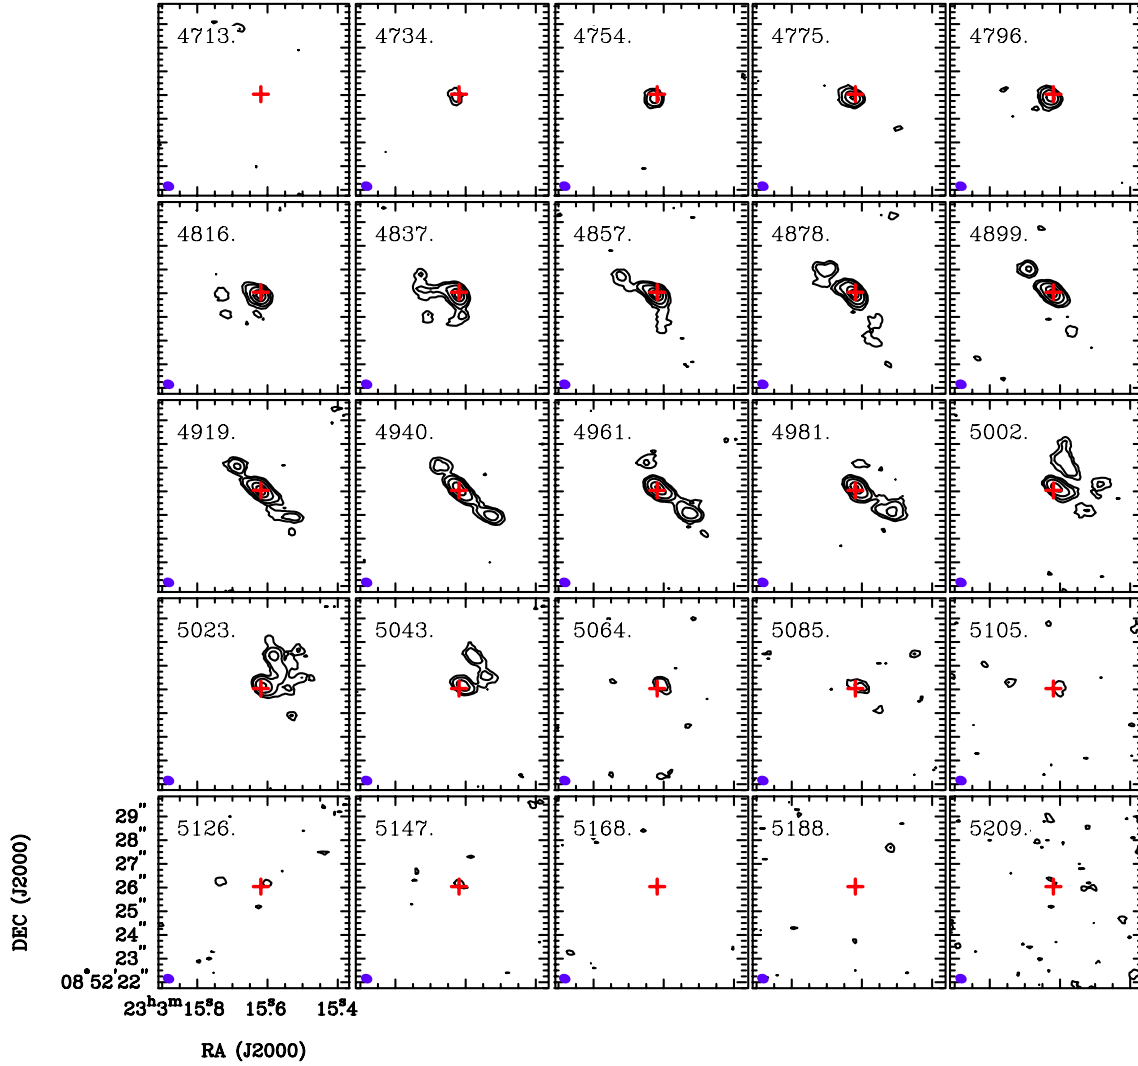 4713. 4734. 4754. 4775. 4796.
4816. 4837. 4857. 4878. 4899.
4919. 4940. 4961. 4981. 5002.
5023. 5043. 5064. 5085. 5105.
5126. 5147. 5168. 5188. 5209.
29"
28"
27"
26"
25"
24"
23"
08°52'22"
23ʰ3ᵐ15ˢ.8 15ˢ.6 15ˢ.4
DEC (J2000)
RA (J2000)